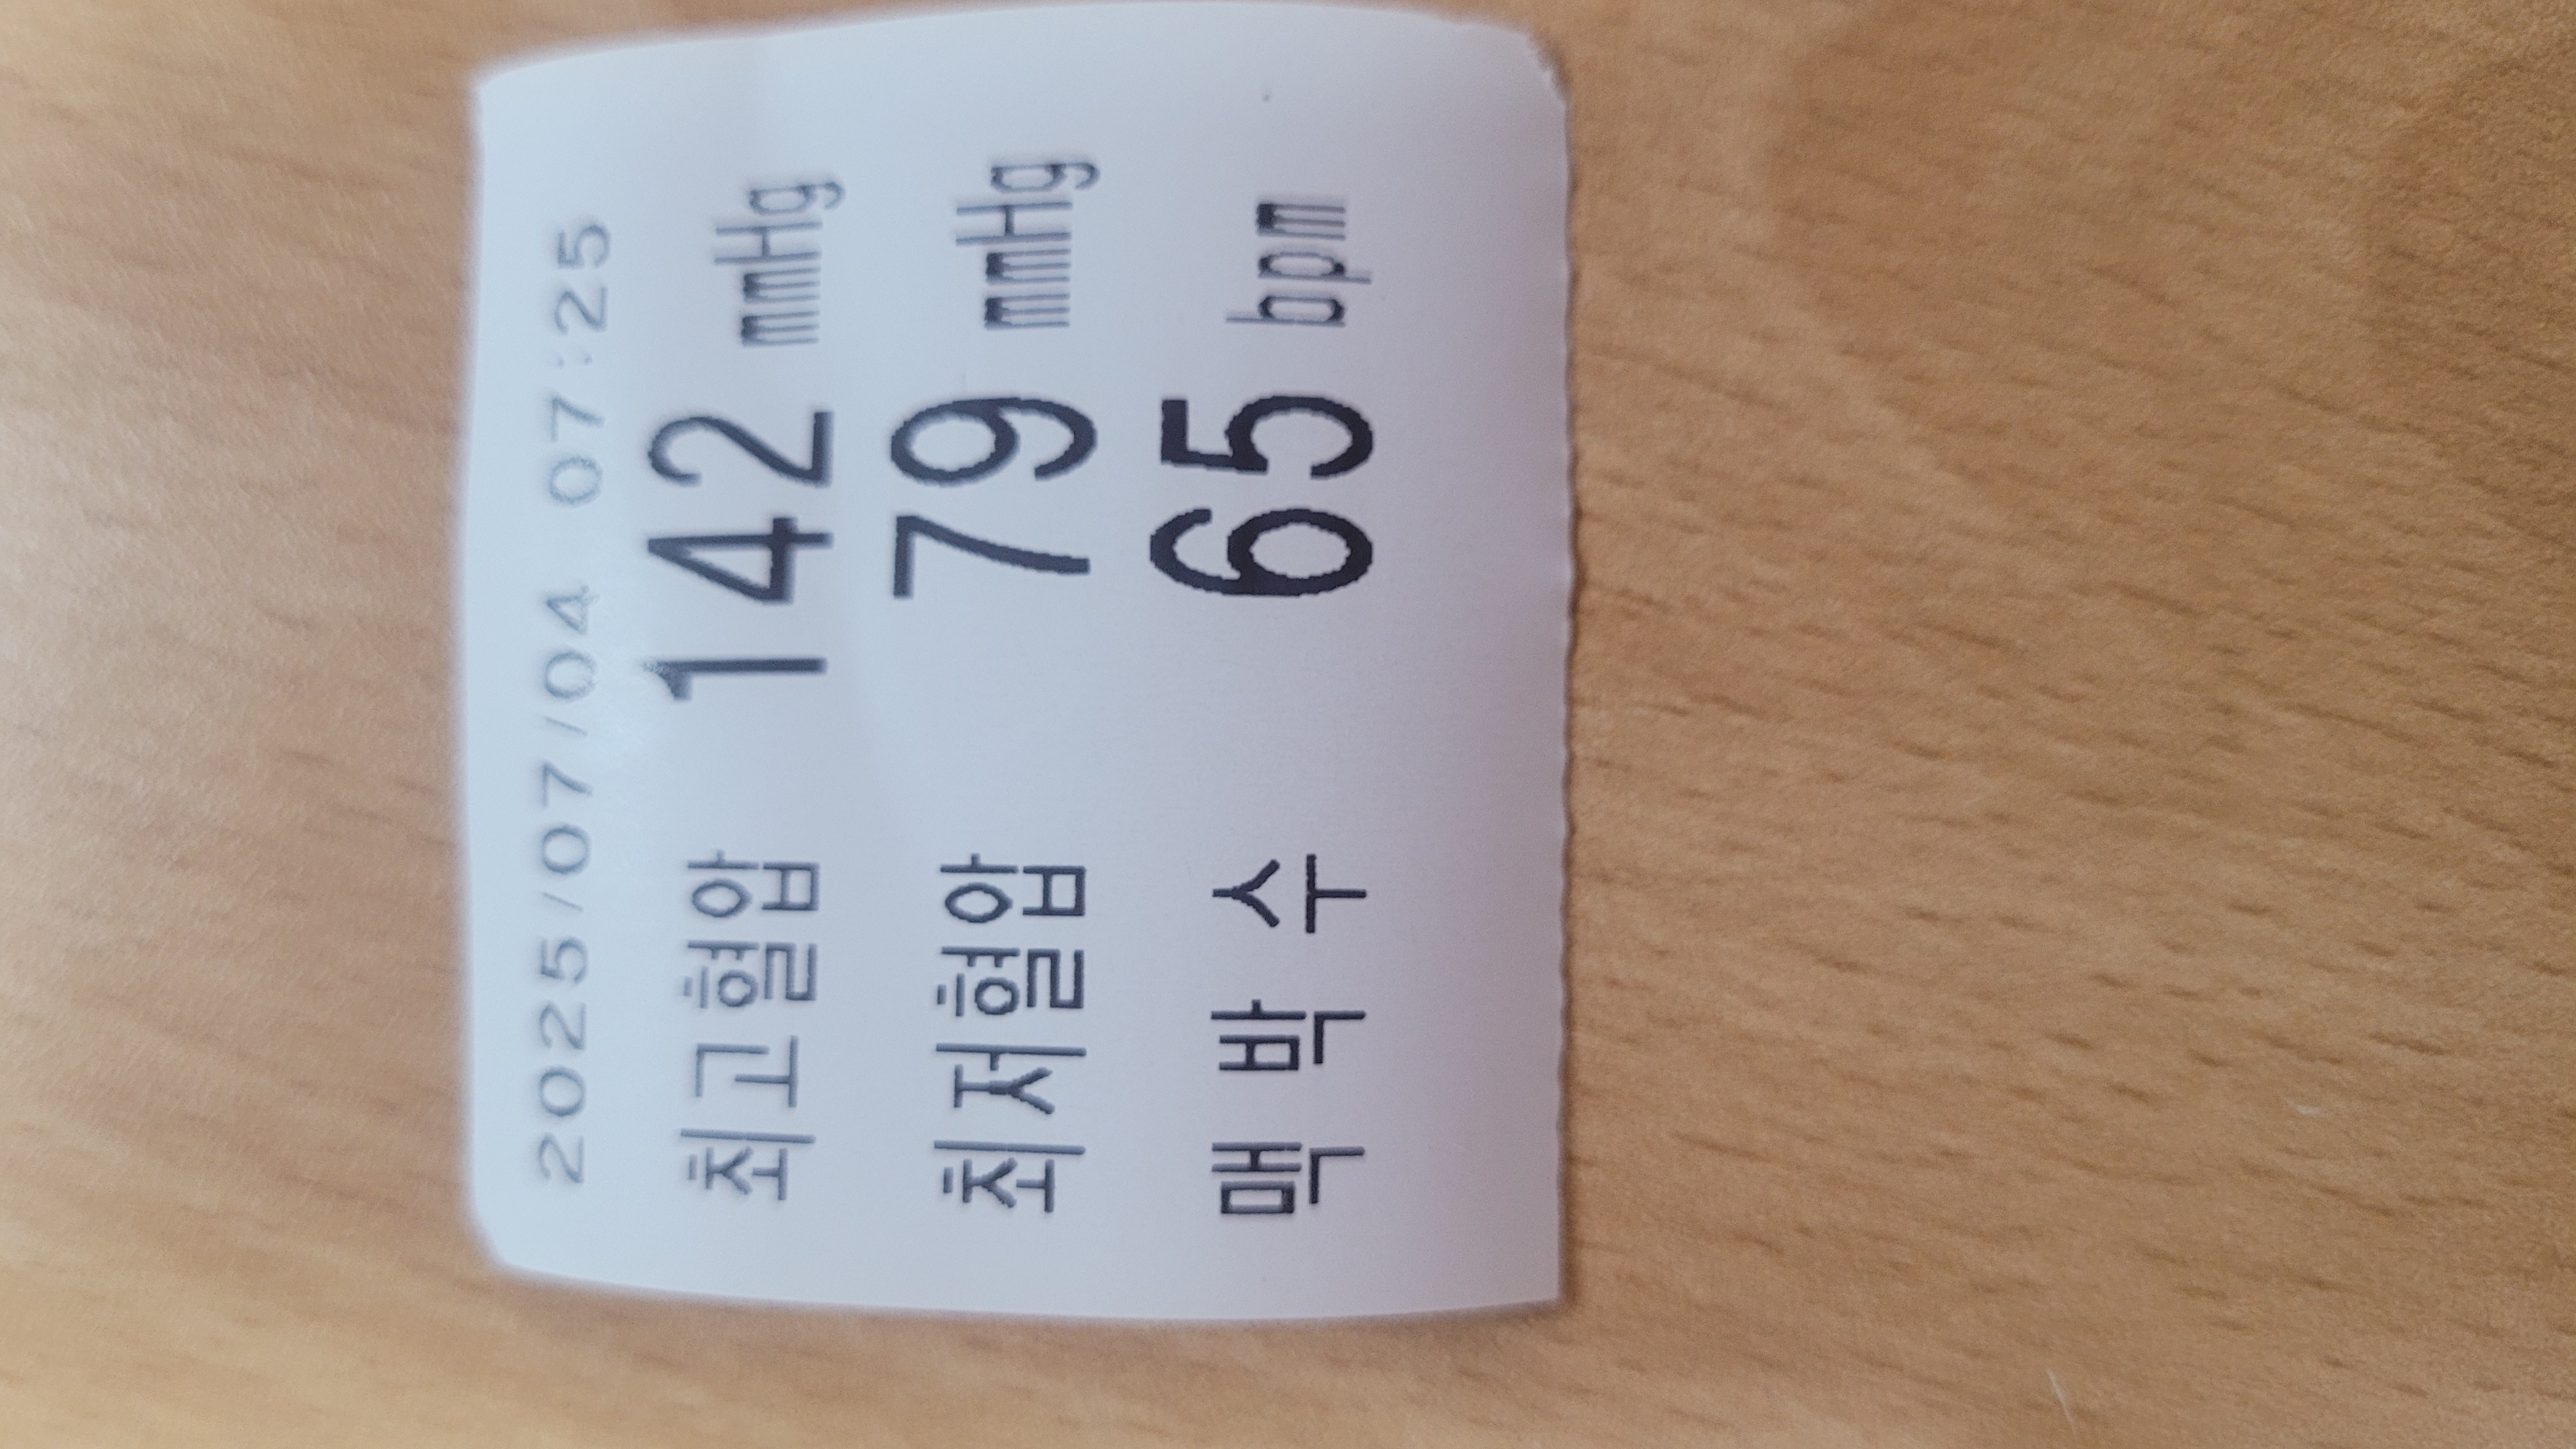 2025/07/04 07:25
최고혈압 142 mmHg
최저혈압 79 mmHg
맥 박 수 65 bpm